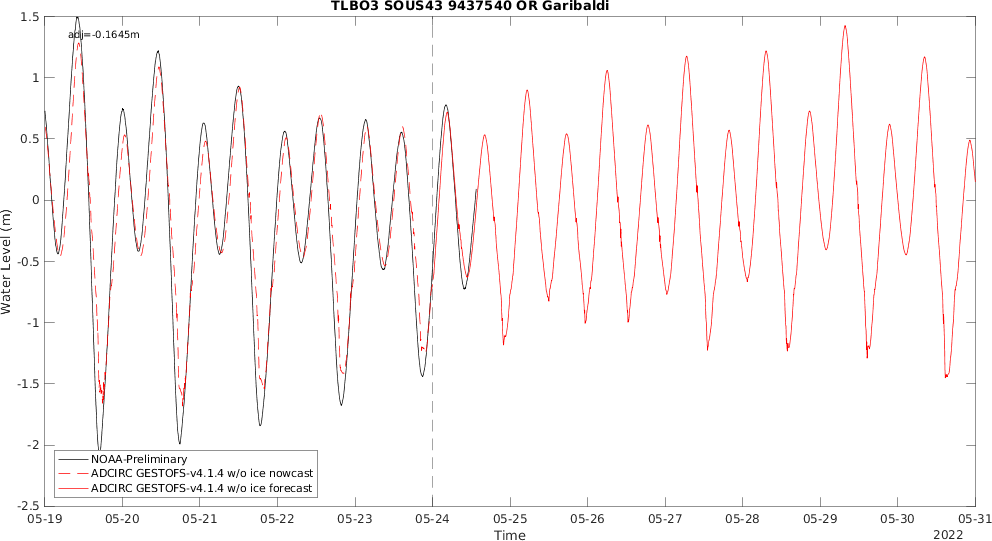 TLBO3 SOUS43 9437540 OR Garibaldi
adj=-0.1645m
1.5
1
0.5
0
-0.5
-1
-1.5
-2
-2.5
Water Level (m)
NOAA-Preliminary
ADCIRC GESTOFS-v4.1.4 w/o ice nowcast
ADCIRC GESTOFS-v4.1.4 w/o ice forecast
05-19 05-20 05-21 05-22 05-23 05-24 05-25 05-26 05-27 05-28 05-29 05-30 05-31
Time
2022